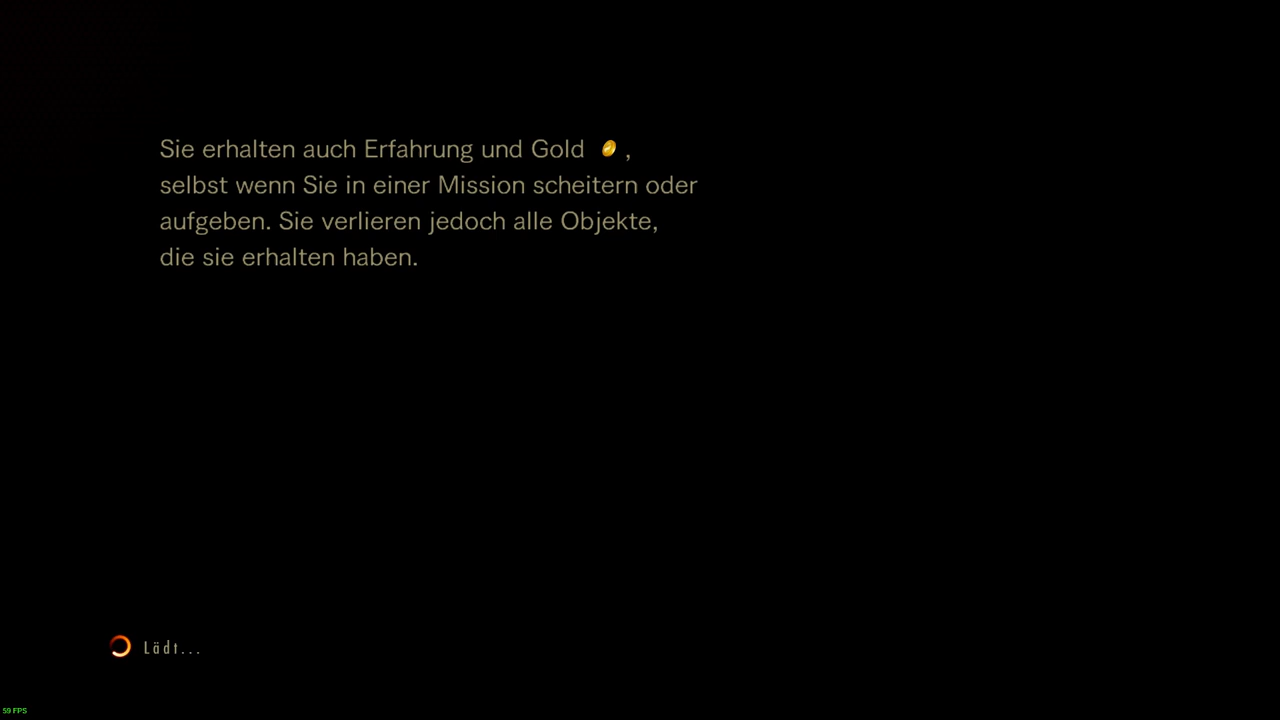 Sie erhalten auch Erfahrung und Gold ,
selbst wenn Sie in einer Mission scheitern oder
aufgeben. Sie verlieren jedoch alle Objekte,
die sie erhalten haben.
Lädt...
59 FPS